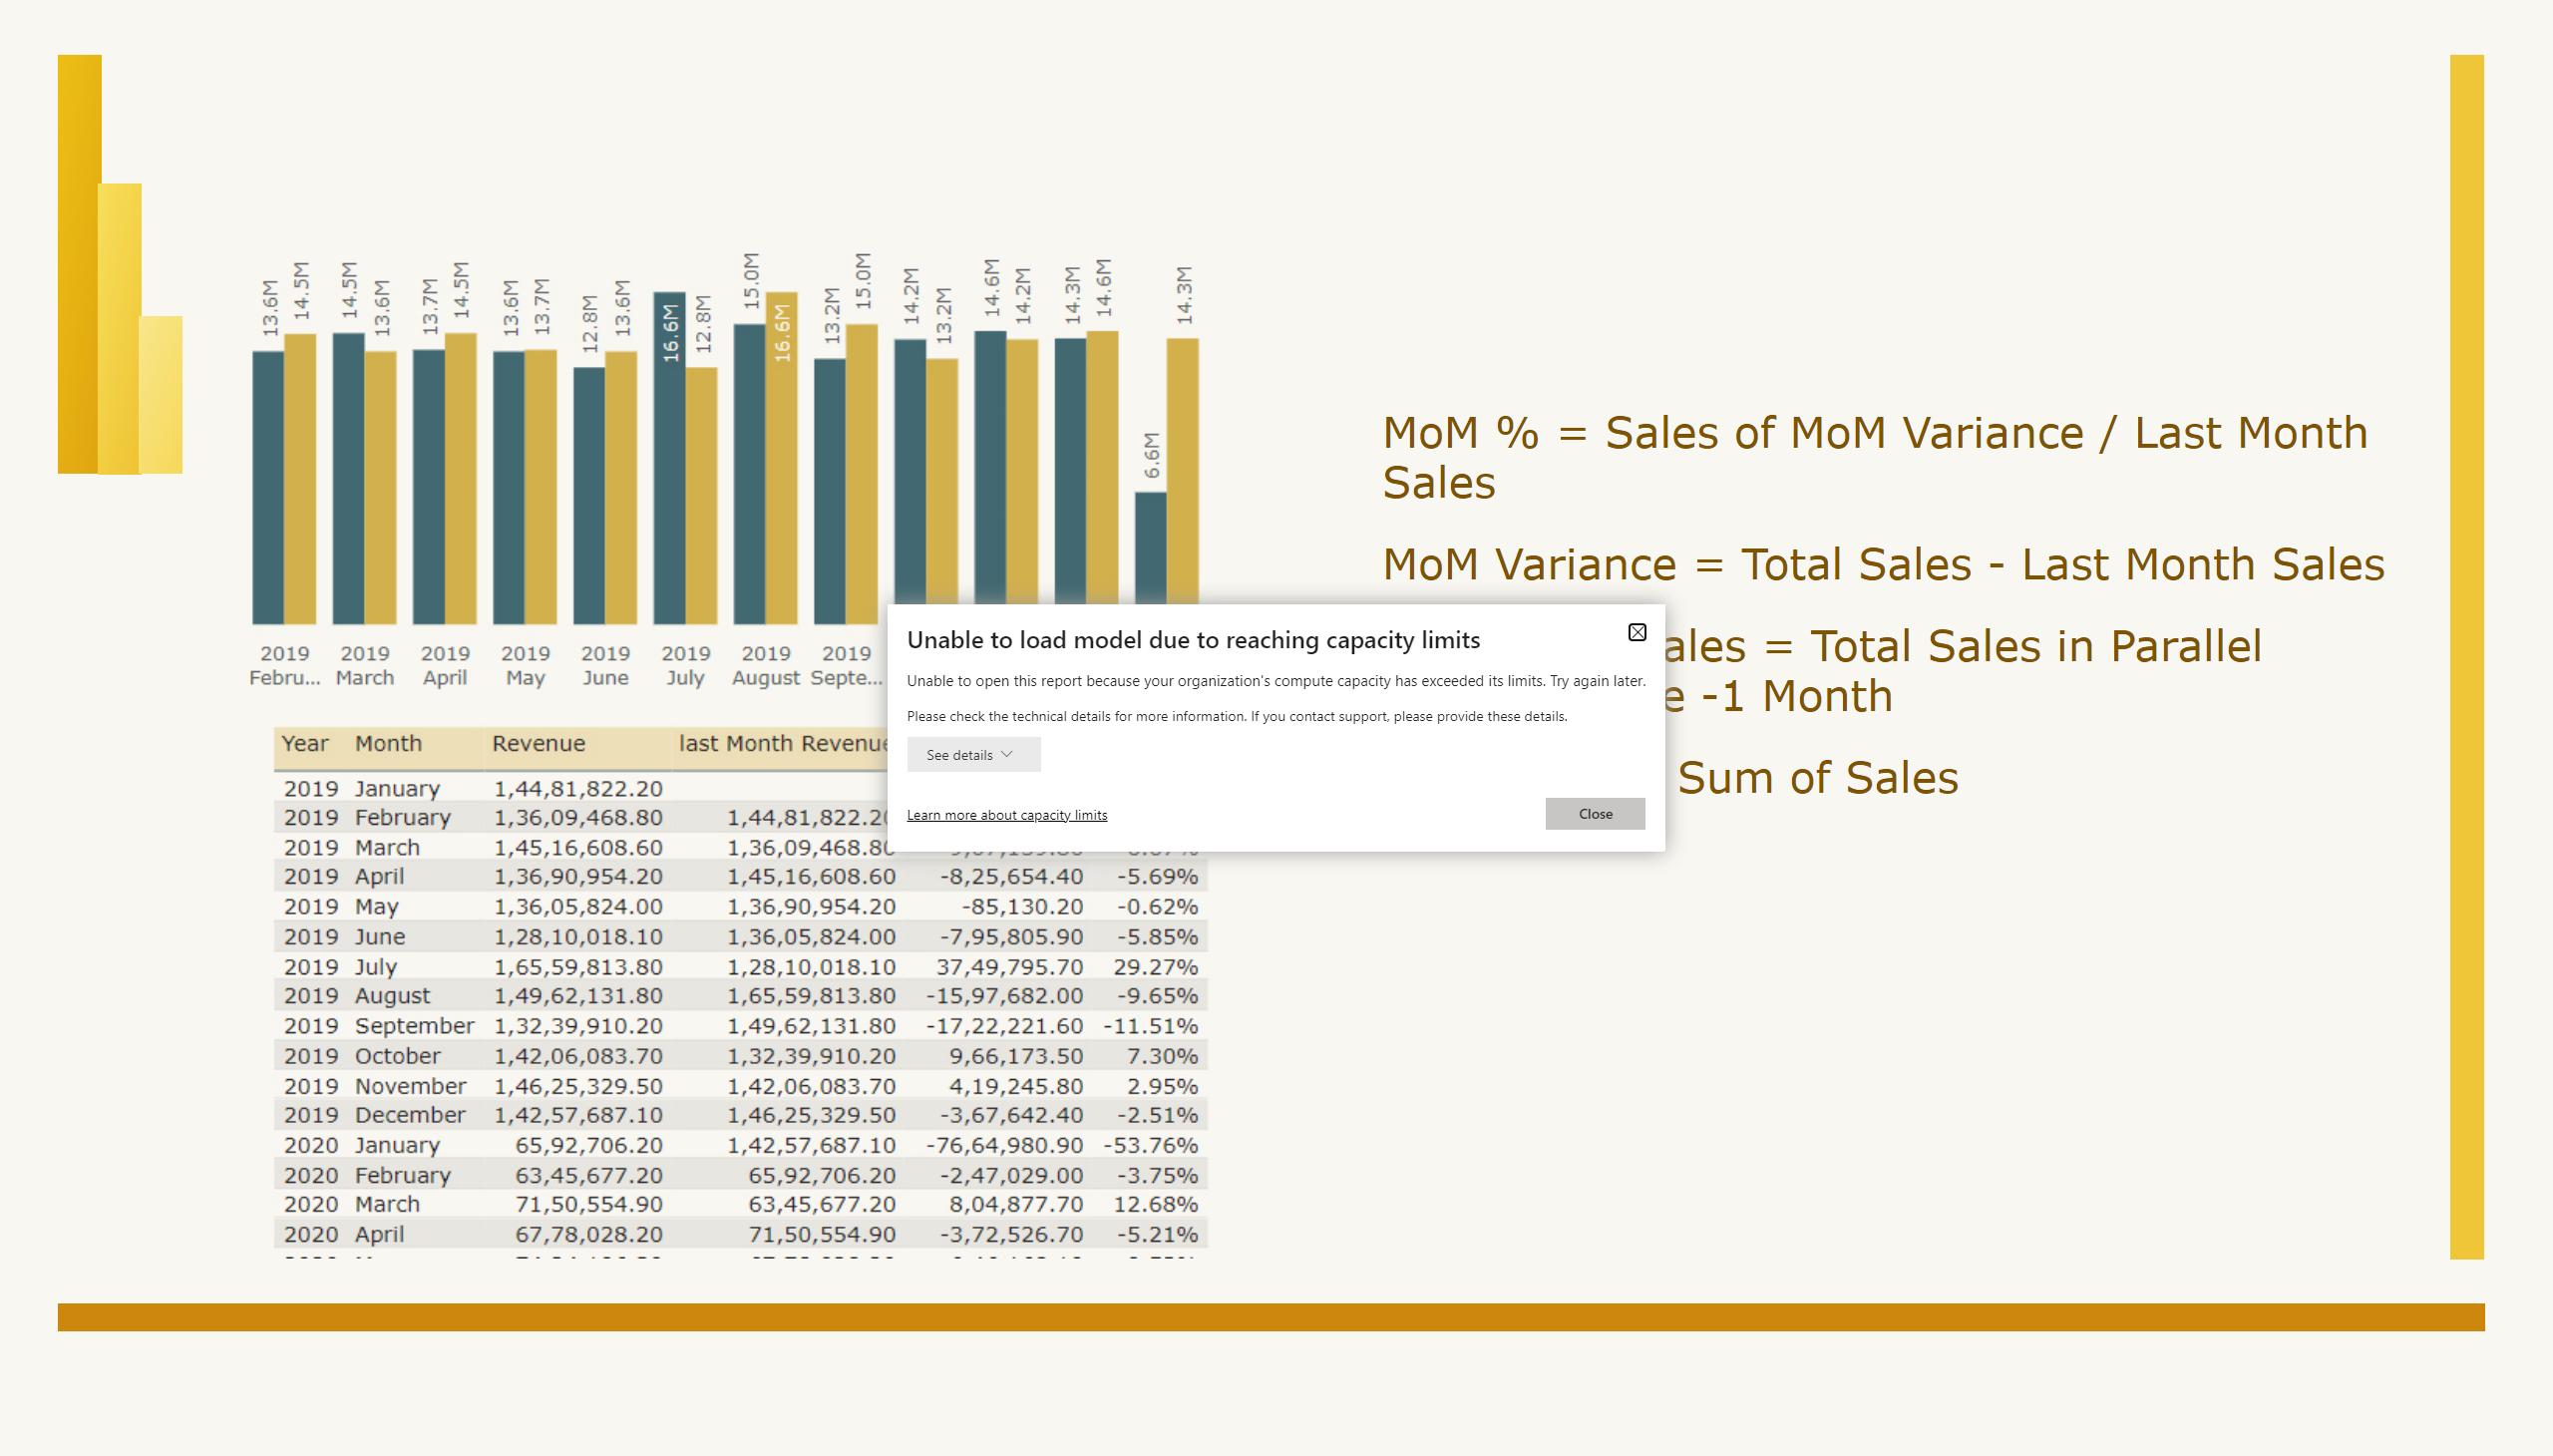 13.6M 14.5M 14.5M 13.6M 13.7M 14.5M 13.6M 13.7M 12.8M 13.6M 16.6M 12.8M 15.0M 16.6M 13.2M 15.0M 14.2M 13.2M 14.6M 14.2M 14.3M 14.6M 6.6M 14.3M
2019 2019 2019 2019 2019 2019 2019 2019
Febru... March April May June July August Septe...
MoM % = Sales of MoM Variance / Last Month
Sales
MoM Variance = Total Sales - Last Month Sales
ales = Total Sales in Parallel
e -1 Month
Sum of Sales
Unable to load model due to reaching capacity limits
Unable to open this report because your organization's compute capacity has exceeded its limits. Try again later.
Please check the technical details for more information. If you contact support, please provide these details.
See details
Learn more about capacity limits
Close
Year Month Revenue last Month Revenue
2019 January 1,44,81,822.20
2019 February 1,36,09,468.80 1,44,81,822.20
2019 March 1,45,16,608.60 1,36,09,468.80
2019 April 1,36,90,954.20 1,45,16,608.60 -8,25,654.40 -5.69%
2019 May 1,36,05,824.00 1,36,90,954.20 -85,130.20 -0.62%
2019 June 1,28,10,018.10 1,36,05,824.00 -7,95,805.90 -5.85%
2019 July 1,65,59,813.80 1,28,10,018.10 37,49,795.70 29.27%
2019 August 1,49,62,131.80 1,65,59,813.80 -15,97,682.00 -9.65%
2019 September 1,32,39,910.20 1,49,62,131.80 -17,22,221.60 -11.51%
2019 October 1,42,06,083.70 1,32,39,910.20 9,66,173.50 7.30%
2019 November 1,46,25,329.50 1,42,06,083.70 4,19,245.80 2.95%
2019 December 1,42,57,687.10 1,46,25,329.50 -3,67,642.40 -2.51%
2020 January 65,92,706.20 1,42,57,687.10 -76,64,980.90 -53.76%
2020 February 63,45,677.20 65,92,706.20 -2,47,029.00 -3.75%
2020 March 71,50,554.90 63,45,677.20 8,04,877.70 12.68%
2020 April 67,78,028.20 71,50,554.90 -3,72,526.70 -5.21%